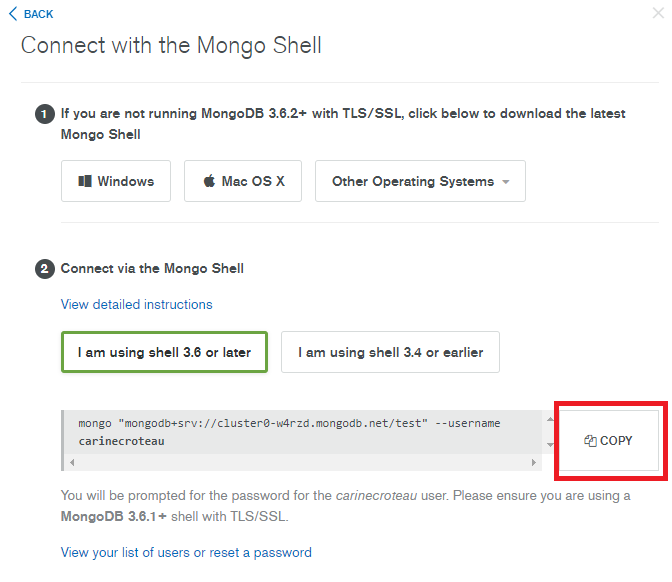 BACK
Connect with the Mongo Shell
1 If you are not running MongoDB 3.6.2+ with TLS/SSL, click below to download the latest
Mongo Shell
Windows Mac OS X Other Operating Systems
2 Connect via the Mongo Shell
View detailed instructions
I am using shell 3.6 or later I am using shell 3.4 or earlier
mongo "mongodb+srv://cluster0-w4rzd.mongodb.net/test" --username
carinecroteau
COPY
You will be prompted for the password for the carinecroteau user. Please ensure you are using a
MongoDB 3.6.1+ shell with TLS/SSL.
View your list of users or reset a password